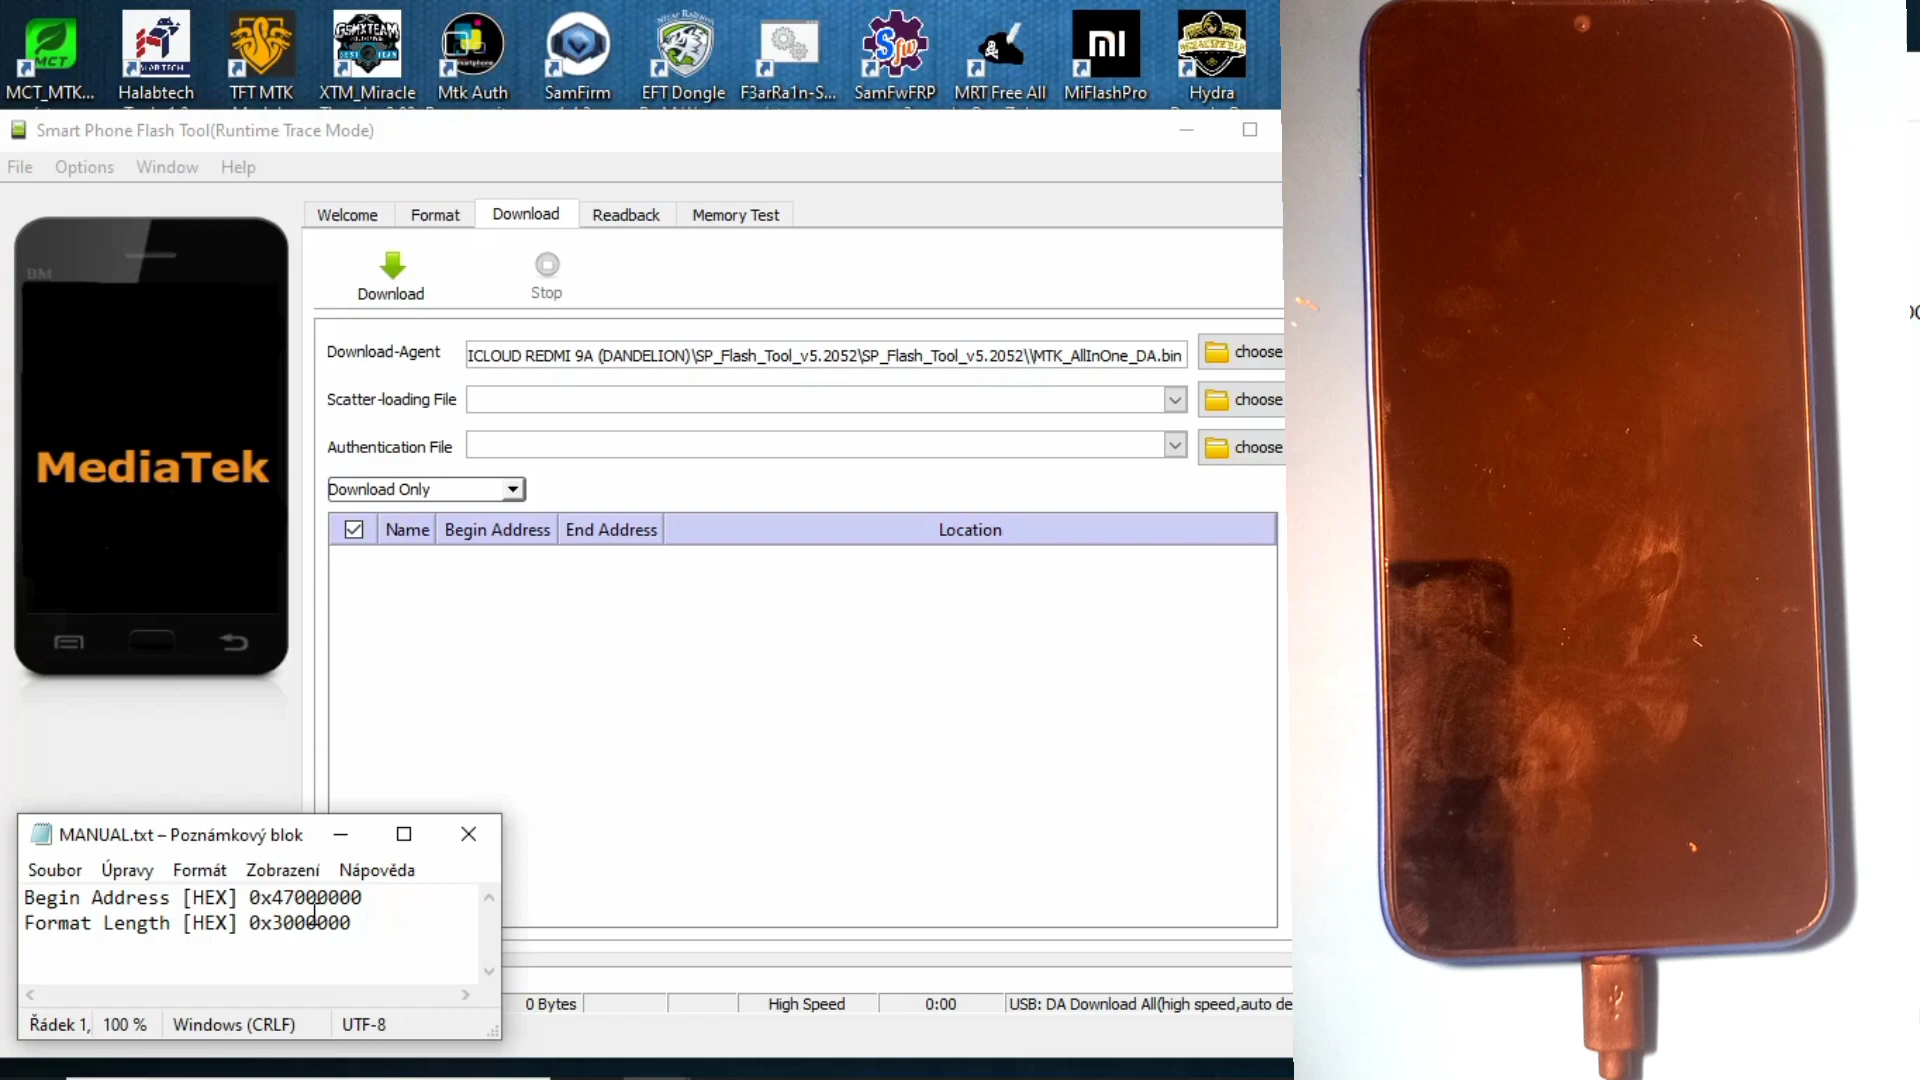 MCT
GSMXTEAM
MCT_MTK...
Halabtech
TFT MTK
XTM_Miracle
Mtk Auth
SamFirm
EFT Dongle
F3arRa1n-S...
SamFwFRP
MRT Free All
MiFlashPro
Hydra
Smart Phone Flash Tool(Runtime Trace Mode)
File Options Window Help
Welcome Format Download Readback Memory Test
Download Stop
BM
MediaTek
Download-Agent ICLOUD REDMI 9A (DANDELION)\SP_Flash_Tool_v5.2052\SP_Flash_Tool_v5.2052\\MTK_AllInOne_DA.bin choose
Scatter-loading File choose
Authentication File choose
Download Only
Name Begin Address End Address Location
MANUAL.txt – Poznámkový blok
Soubor Úpravy Formát Zobrazení Nápověda
Begin Address [HEX] 0x47000000
Format Length [HEX] 0x3000000
Řádek 1, 100 % Windows (CRLF) UTF-8
0 Bytes High Speed 0:00 USB: DA Download All(high speed,auto de